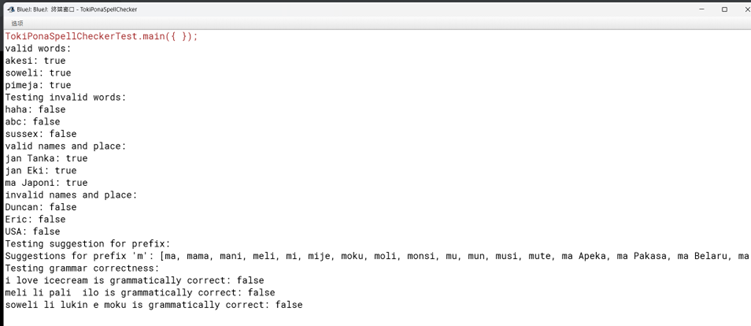 BlueJ: BlueJ: 終端窗口 - TokiPonaSpellChecker
选项
TokiPonaSpellCheckerTest.main({ });
valid words:
akesi: true
soweli: true
pimeja: true
Testing invalid words:
haha: false
abc: false
sussex: false
valid names and place:
jan Tanka: true
jan Eki: true
ma Japoni: true
invalid names and place:
Duncan: false
Eric: false
USA: false
Testing suggestion for prefix:
Suggestions for prefix 'm': [ma, mama, mani, meli, mi, mije, moku, moli, monsi, mu, mun, musi, mute, ma Apeka, ma Pakasa, ma Belaru, ma
Testing grammar correctness:
i love icecream is grammatically correct: false
meli li pali  ilo is grammatically correct: false
soweli li lukin e moku is grammatically correct: false